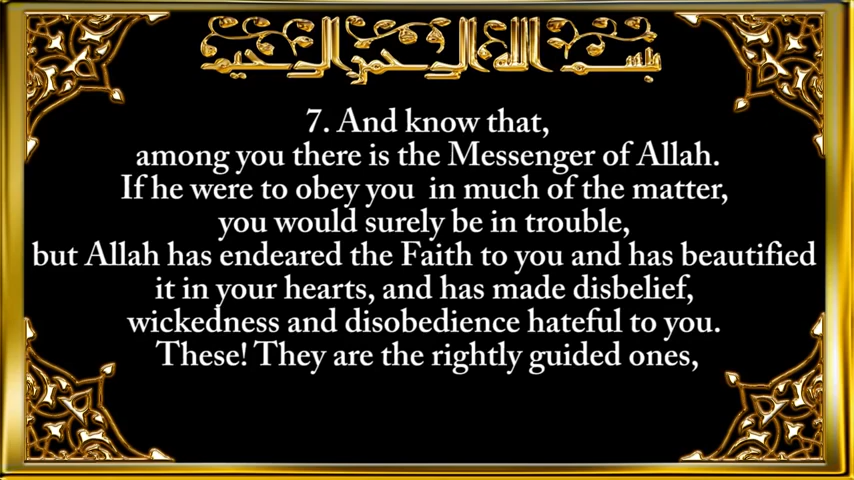 بسم الله الرحمن الرحيم
7. And know that,
among you there is the Messenger of Allah.
If he were to obey you in much of the matter,
you would surely be in trouble,
but Allah has endeared the Faith to you and has beautified
it in your hearts, and has made disbelief,
wickedness and disobedience hateful to you.
These! They are the rightly guided ones,